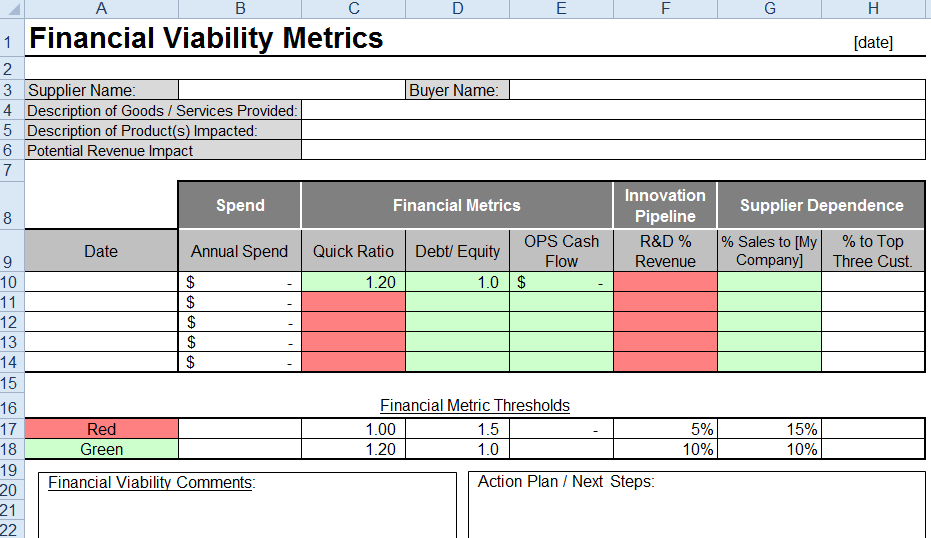 A B C D E F G H
1 Financial Viability Metrics [date]
2
3 Supplier Name: Buyer Name:
4 Description of Goods / Services Provided:
5 Description of Product(s) Impacted:
6 Potential Revenue Impact
7
8 Spend Financial Metrics Innovation Pipeline Supplier Dependence
9 Date Annual Spend Quick Ratio Debt/ Equity OPS Cash Flow R&D % Revenue % Sales to [My Company] % to Top Three Cust.
10 $ - 1.20 1.0 $ -
11 $ -
12 $ -
13 $ -
14 $ -
15
16 Financial Metric Thresholds
17 Red 1.00 1.5 - 5% 15%
18 Green 1.20 1.0 10% 10%
19
20 Financial Viability Comments: Action Plan / Next Steps:
21
22